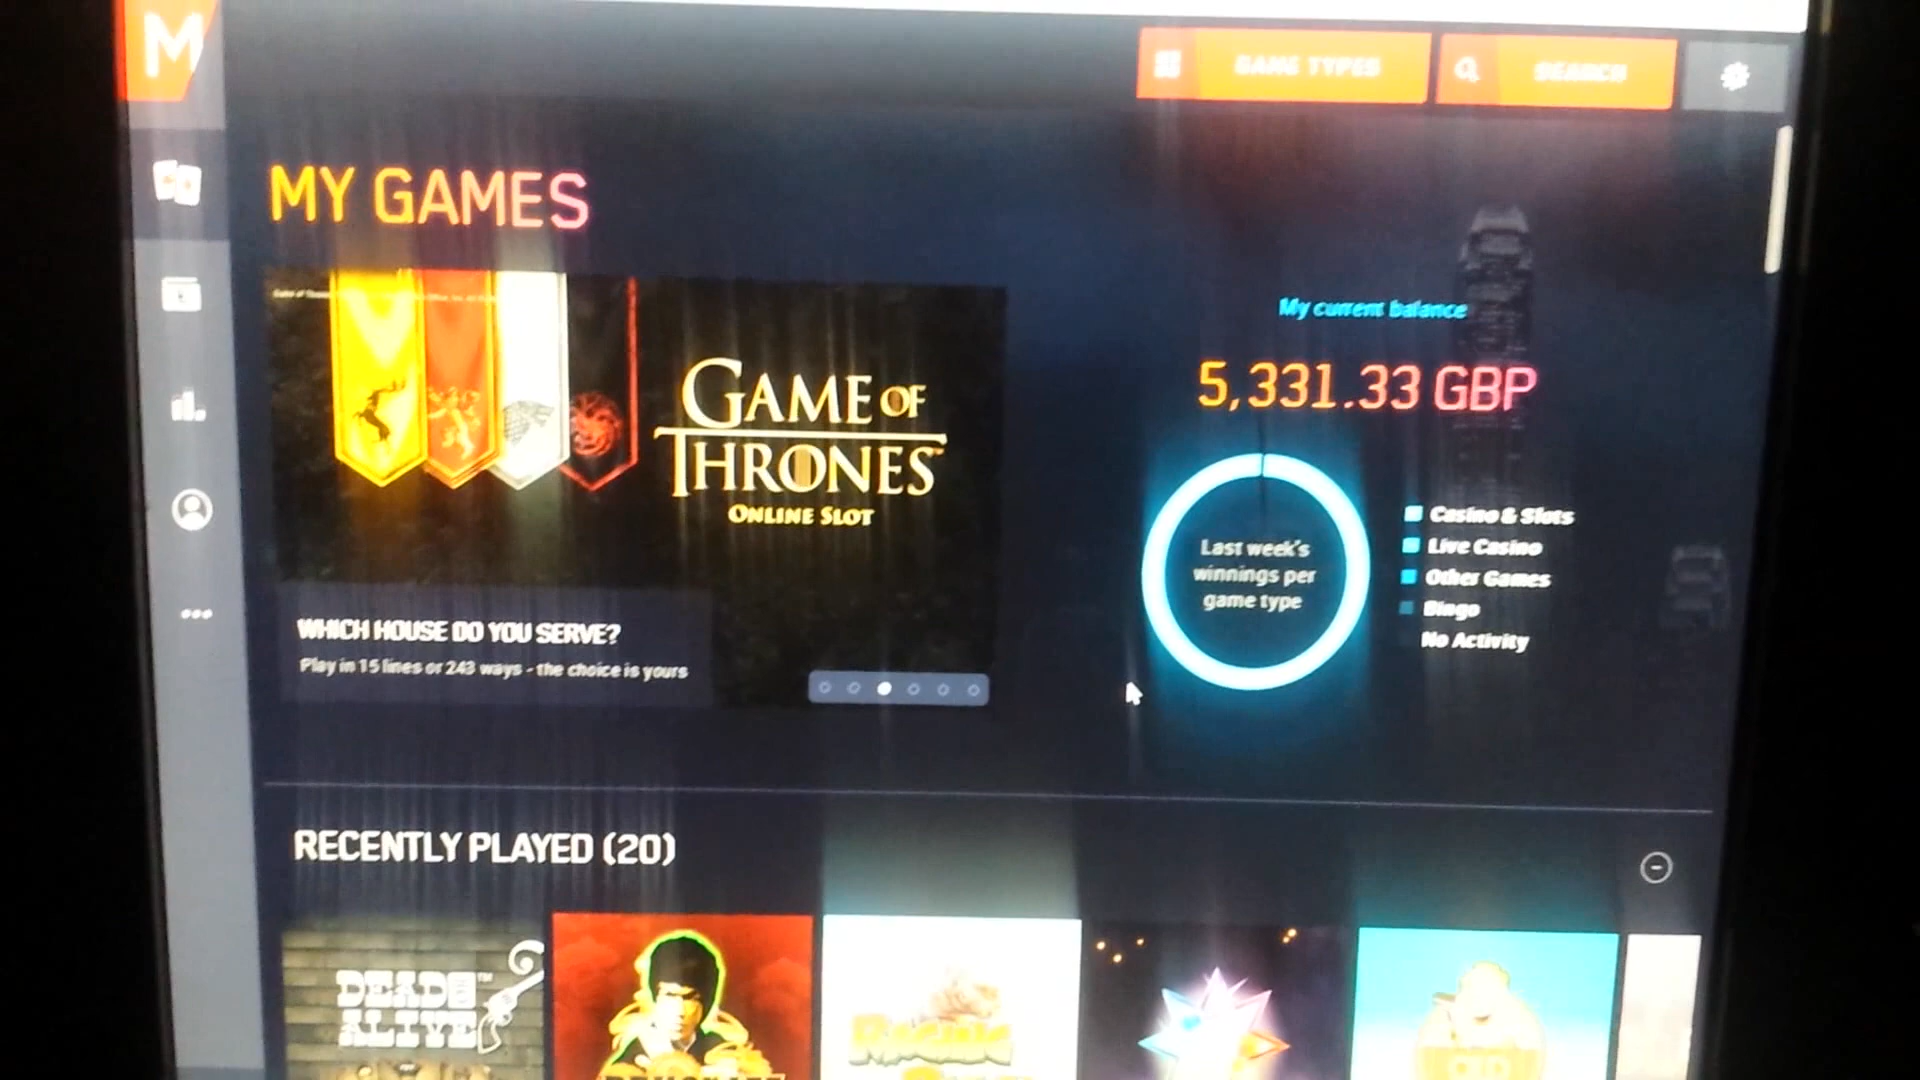 M
GAME TYPES
SEARCH
MY GAMES
GAME OF
THRONES
ONLINE SLOT
WHICH HOUSE DO YOU SERVE?
Play in 15 lines or 243 ways - the choice is yours
My current balance
5,331.33 GBP
Last week's
winnings per
game type
Casino & Slots
Live Casino
Other Games
Bingo
No Activity
RECENTLY PLAYED (20)
DEAD OR
ALIVE
RAGING